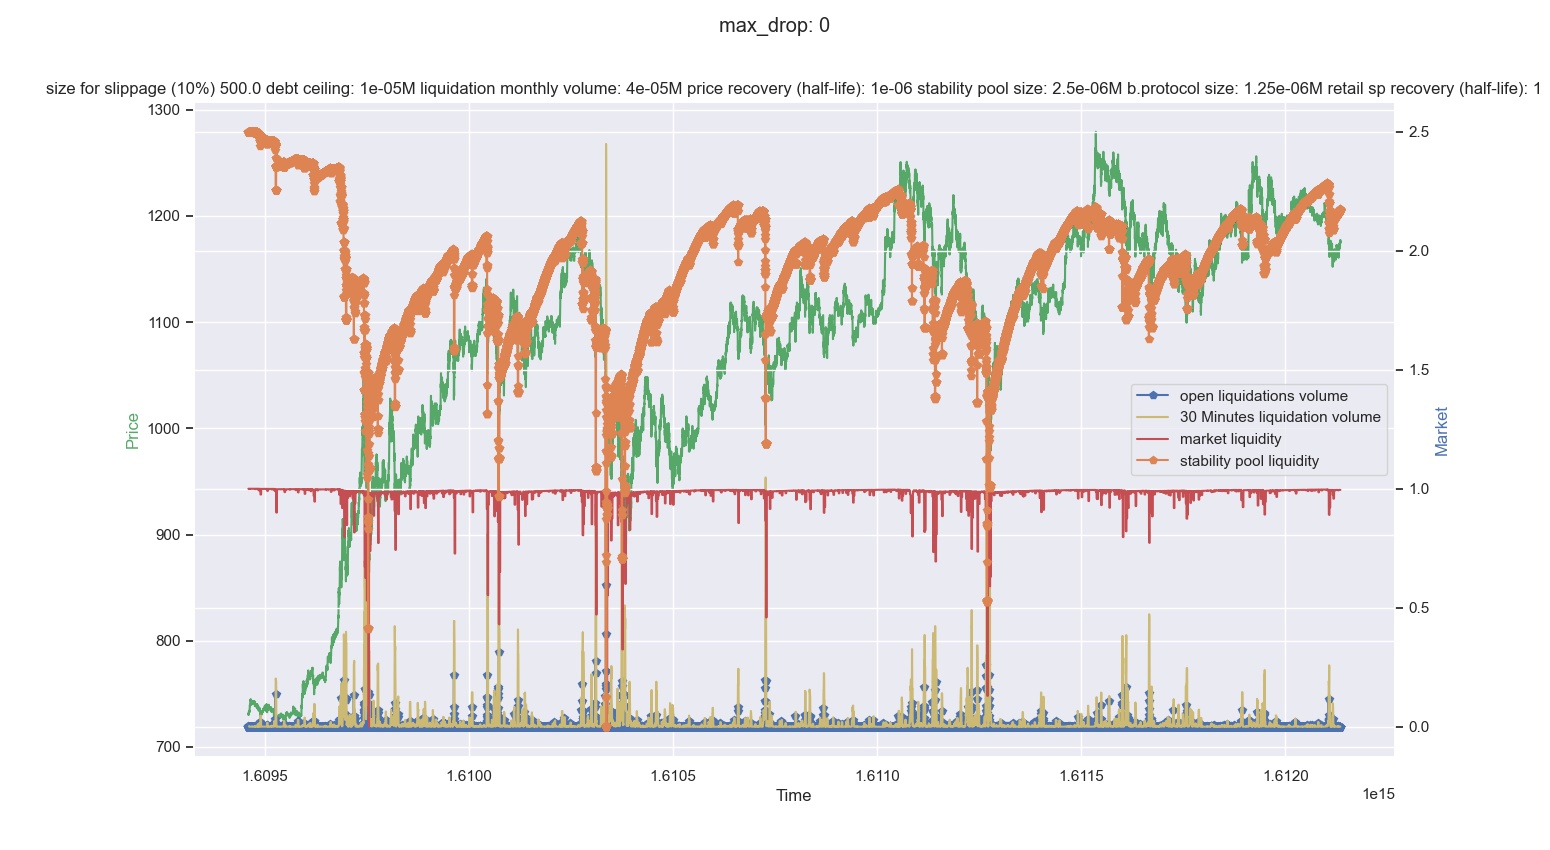 max_drop: 0
size for slippage (10%) 500.0 debt ceiling: 1e-05M liquidation monthly volume: 4e-05M price recovery (half-life): 1e-06 stability pool size: 2.5e-06M b.protocol size: 1.25e-06M retail sp recovery (half-life): 1
1300
1200
1100
1000
900
800
700
Price
2.5
2.0
1.5
1.0
0.5
0.0
Market
open liquidations volume
30 Minutes liquidation volume
market liquidity
stability pool liquidity
1.6095 1.6100 1.6105 1.6110 1.6115 1.6120
Time
1e15